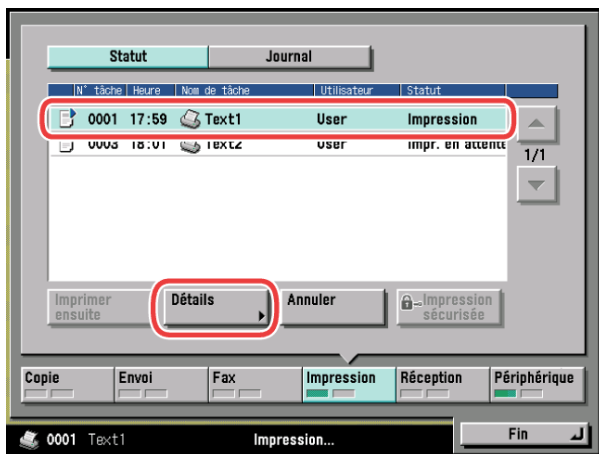 Statut Journal
N° tâche Heure Nom de tâche Utilisateur Statut
0001 17:59 Text1 User Impression
0003 18:01 Text2 User Impr. en attente
1/1
Imprimer ensuite Détails Annuler Impression sécurisée
Copie Envoi Fax Impression Réception Périphérique
0001 Text1 Impression... Fin